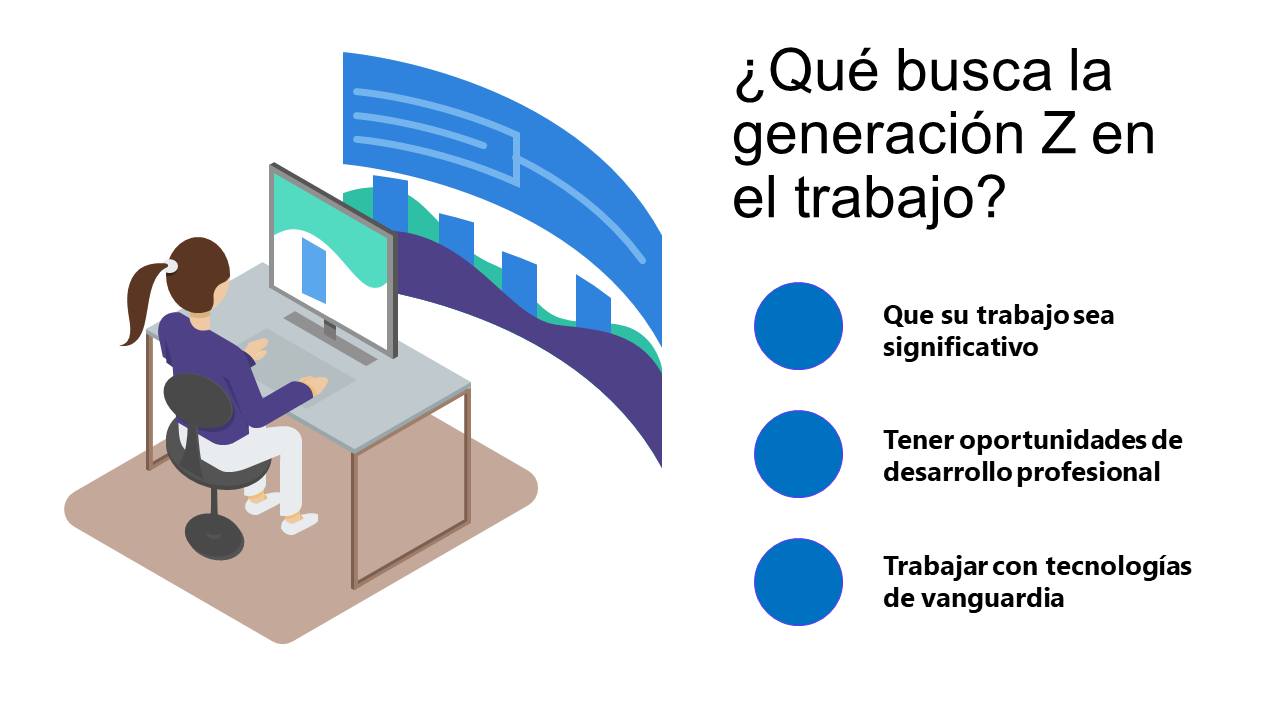 ¿Qué busca la
generación Z en
el trabajo?
Que su trabajo sea
significativo
Tener oportunidades de
desarrollo profesional
Trabajar con tecnologías
de vanguardia